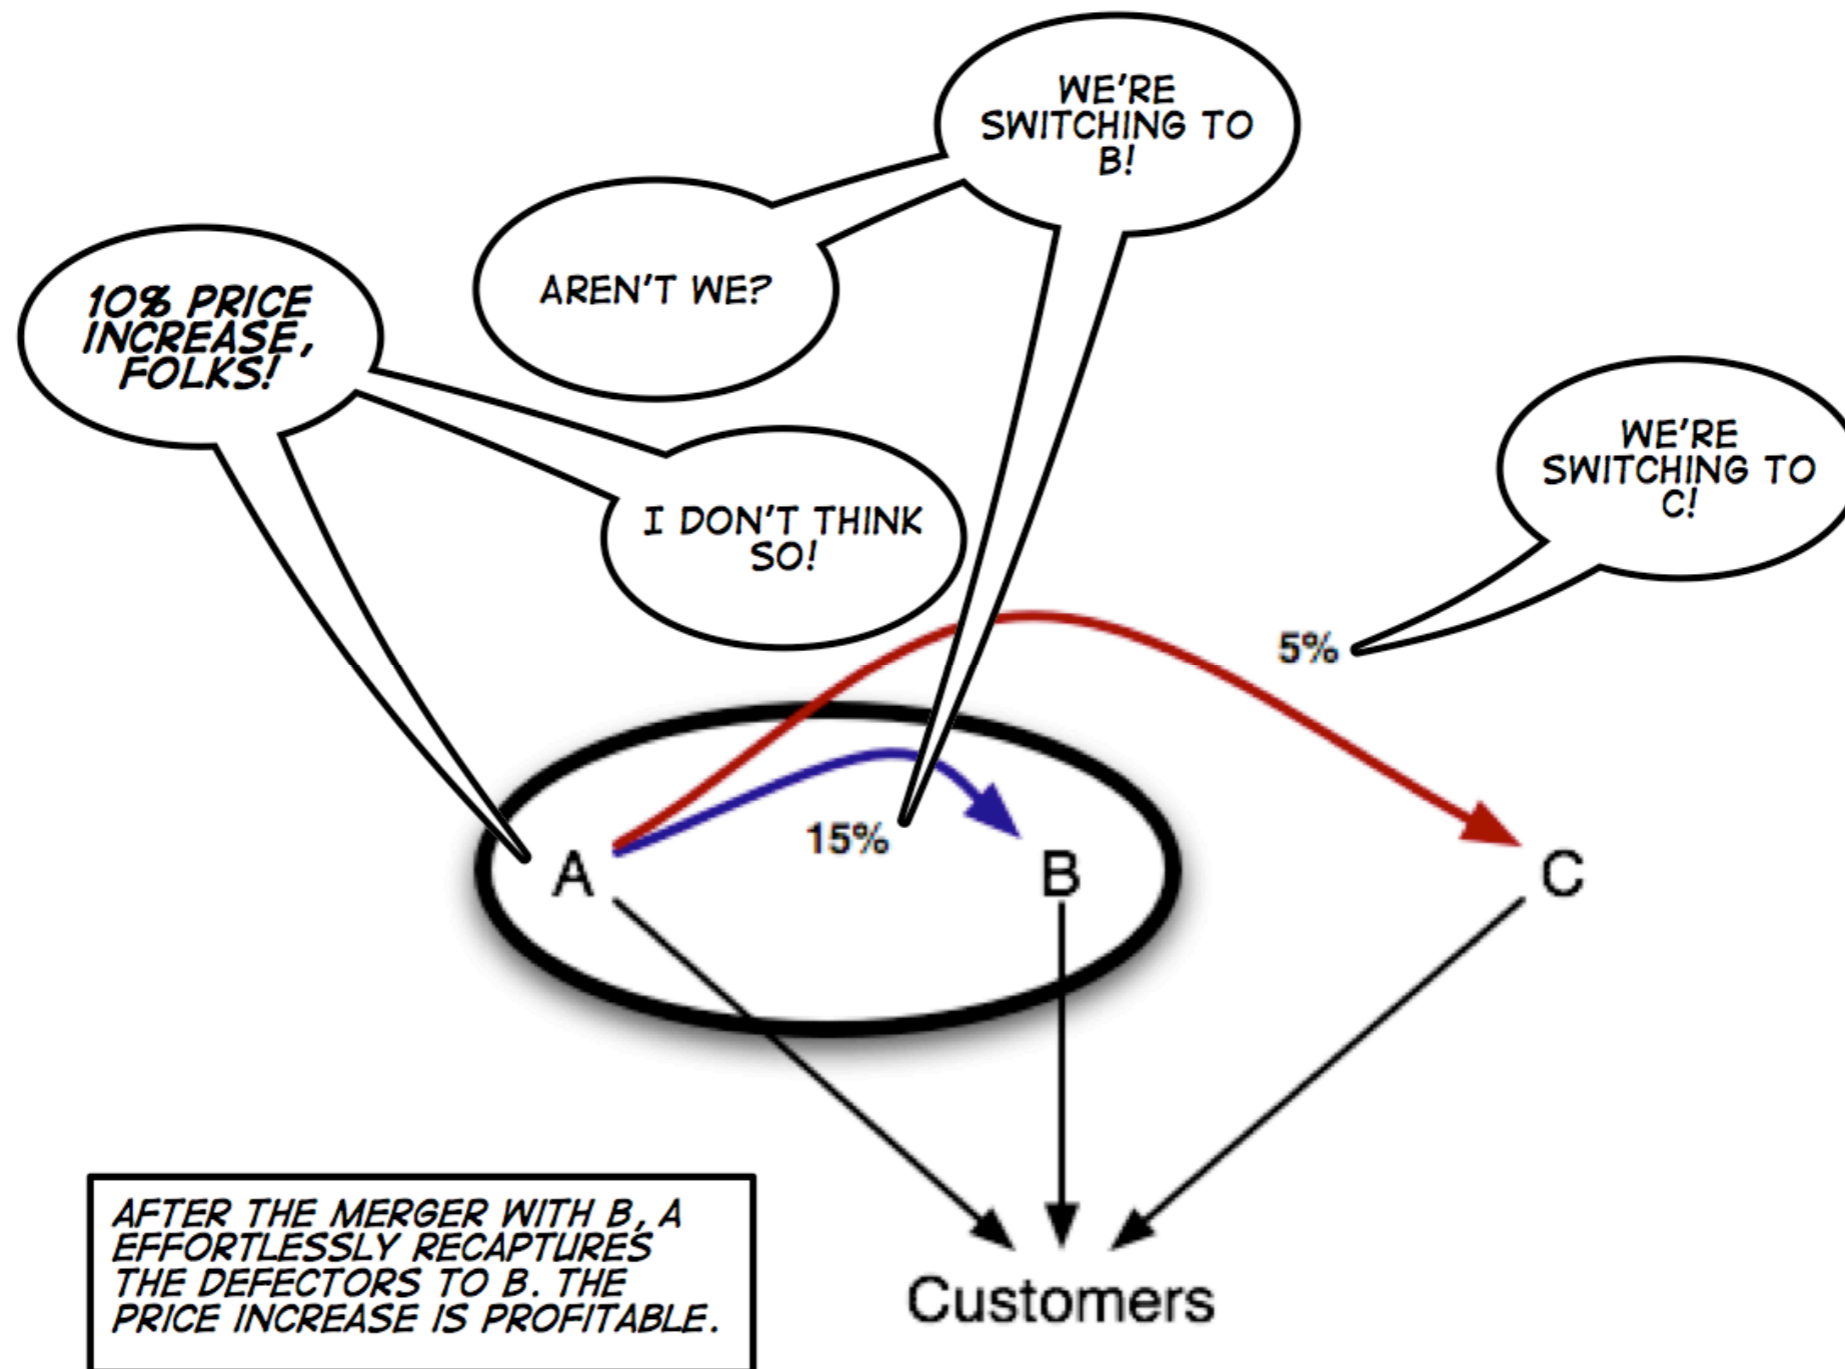 WE'RE
SWITCHING TO
B!
AREN'T WE?
10% PRICE
INCREASE,
FOLKS!
I DON'T THINK
SO!
WE'RE
SWITCHING TO
C!
5%
15%
A
B
C
Customers
AFTER THE MERGER WITH B, A
EFFORTLESSLY RECAPTURES
THE DEFECTORS TO B. THE
PRICE INCREASE IS PROFITABLE.